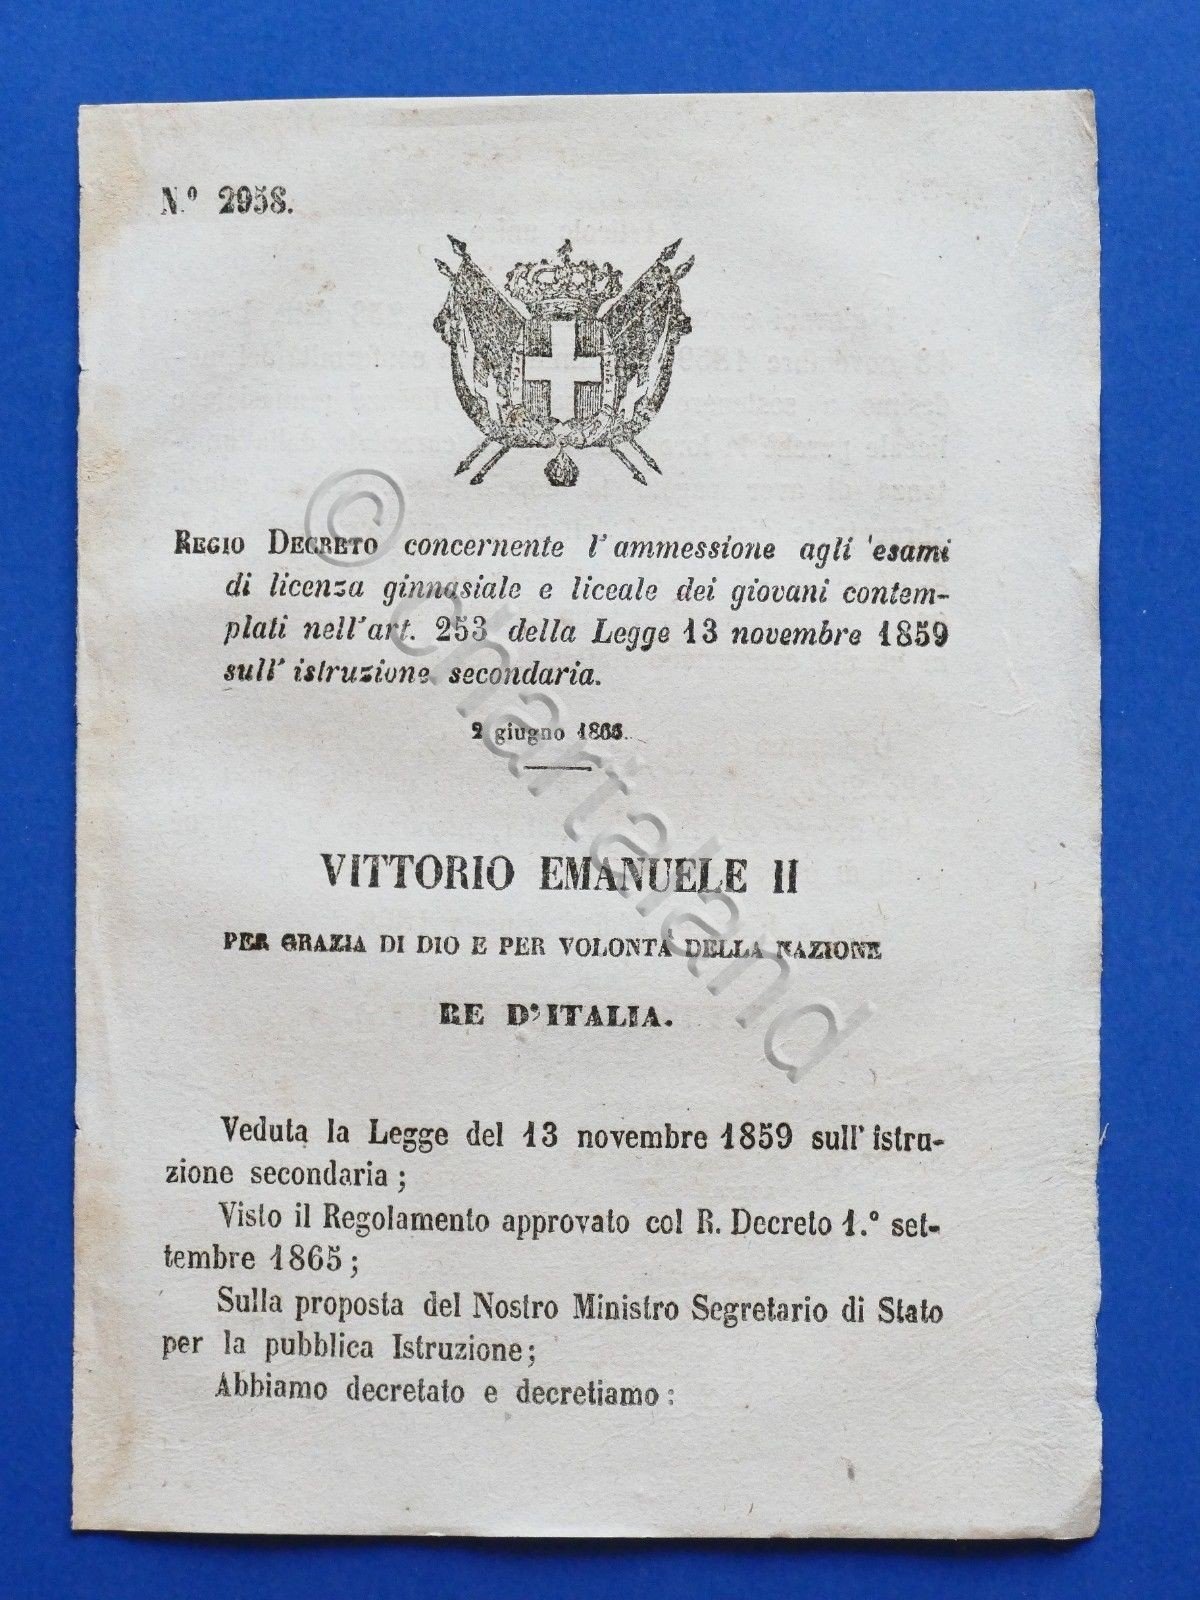 N.º 2958.
REGIO DECRETO concernente l'ammessione agli esami
di licenza ginnasiale e liceale dei giovani contem-
plati nell'art. 253 della Legge 13 novembre 1859
sull' istruzione secondaria.
2 giugno 1866.
VITTORIO EMANUELE II
PER GRAZIA DI DIO E PER VOLONTÀ DELLA NAZIONE
RE D'ITALIA.
Veduta la Legge del 13 novembre 1859 sull'istru-
zione secondaria;
Visto il Regolamento approvato col R. Decreto 1.º set-
tembre 1865;
Sulla proposta del Nostro Ministro Segretario di Stato
per la pubblica Istruzione;
Abbiamo decretato e decretiamo:
© chartaland